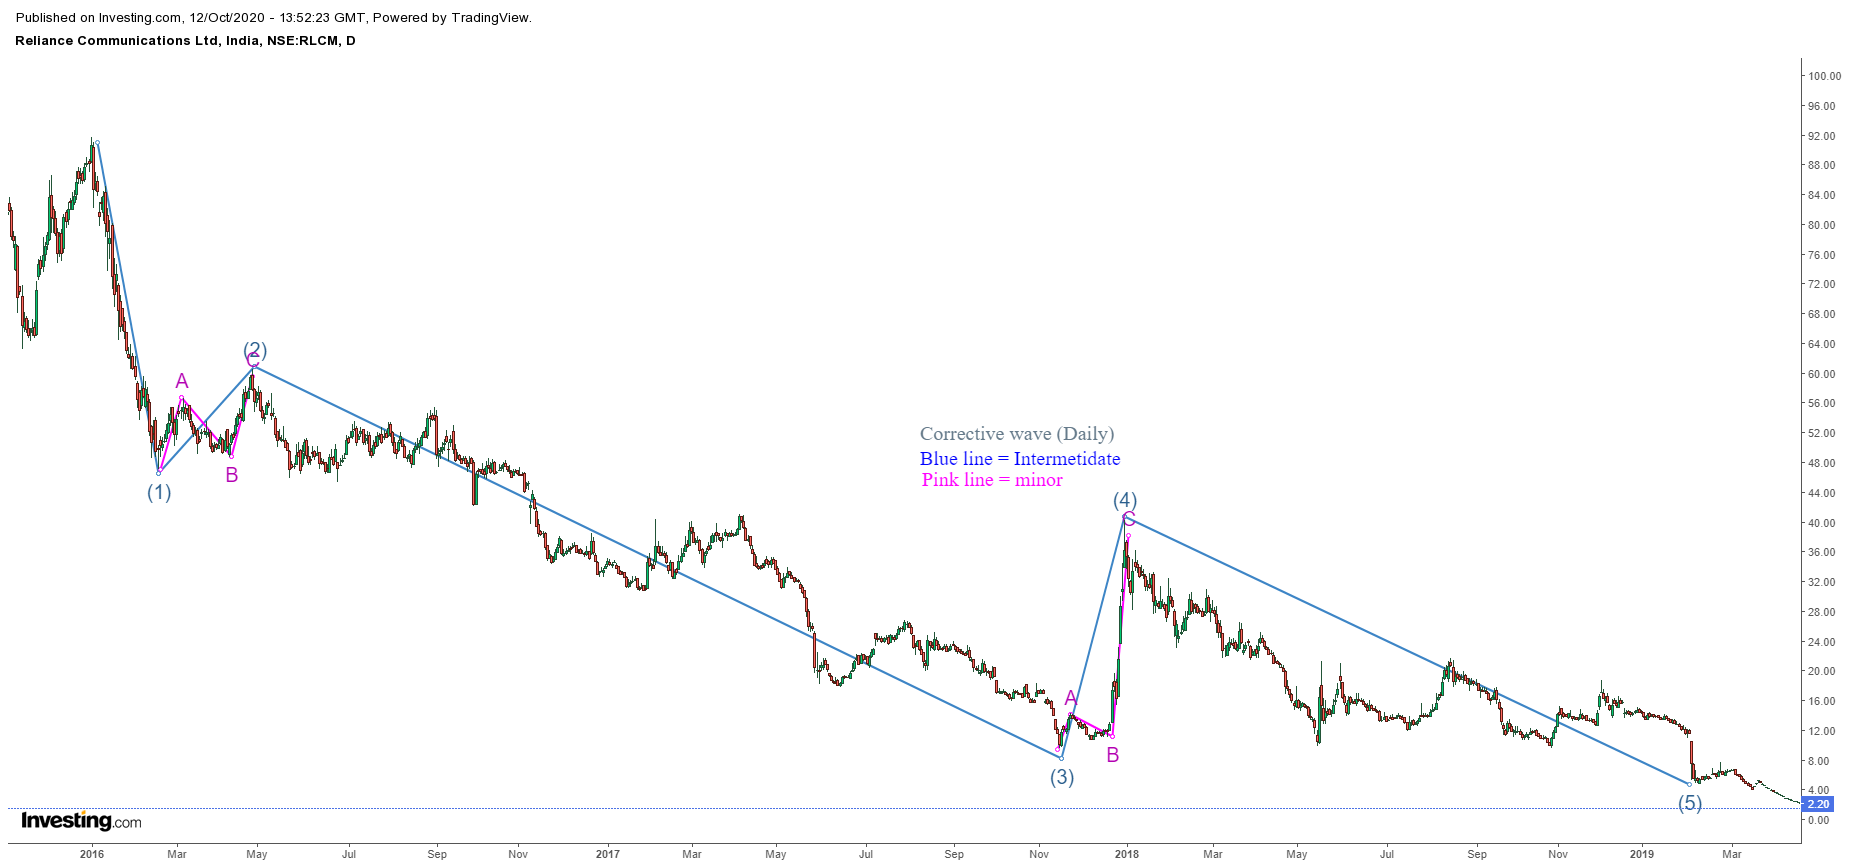 Published on Investing.com, 12/Oct/2020 - 13:52:23 GMT, Powered by TradingView.
Reliance Communications Ltd, India, NSE:RLCM, D
100.00
96.00
92.00
88.00
84.00
80.00
76.00
72.00
68.00
64.00
60.00
56.00
52.00
48.00
44.00
40.00
36.00
32.00
28.00
24.00
20.00
16.00
12.00
8.00
4.00
2.20
0.00
(2)
C
A
B
(1)
Corrective wave (Daily)
Blue line = Intermetidate
Pink line = minor
(4)
C
A
B
(3)
(5)
Investing.com
2016 Mar May Jul Sep Nov 2017 Mar May Jul Sep Nov 2018 Mar May Jul Sep Nov 2019 Mar